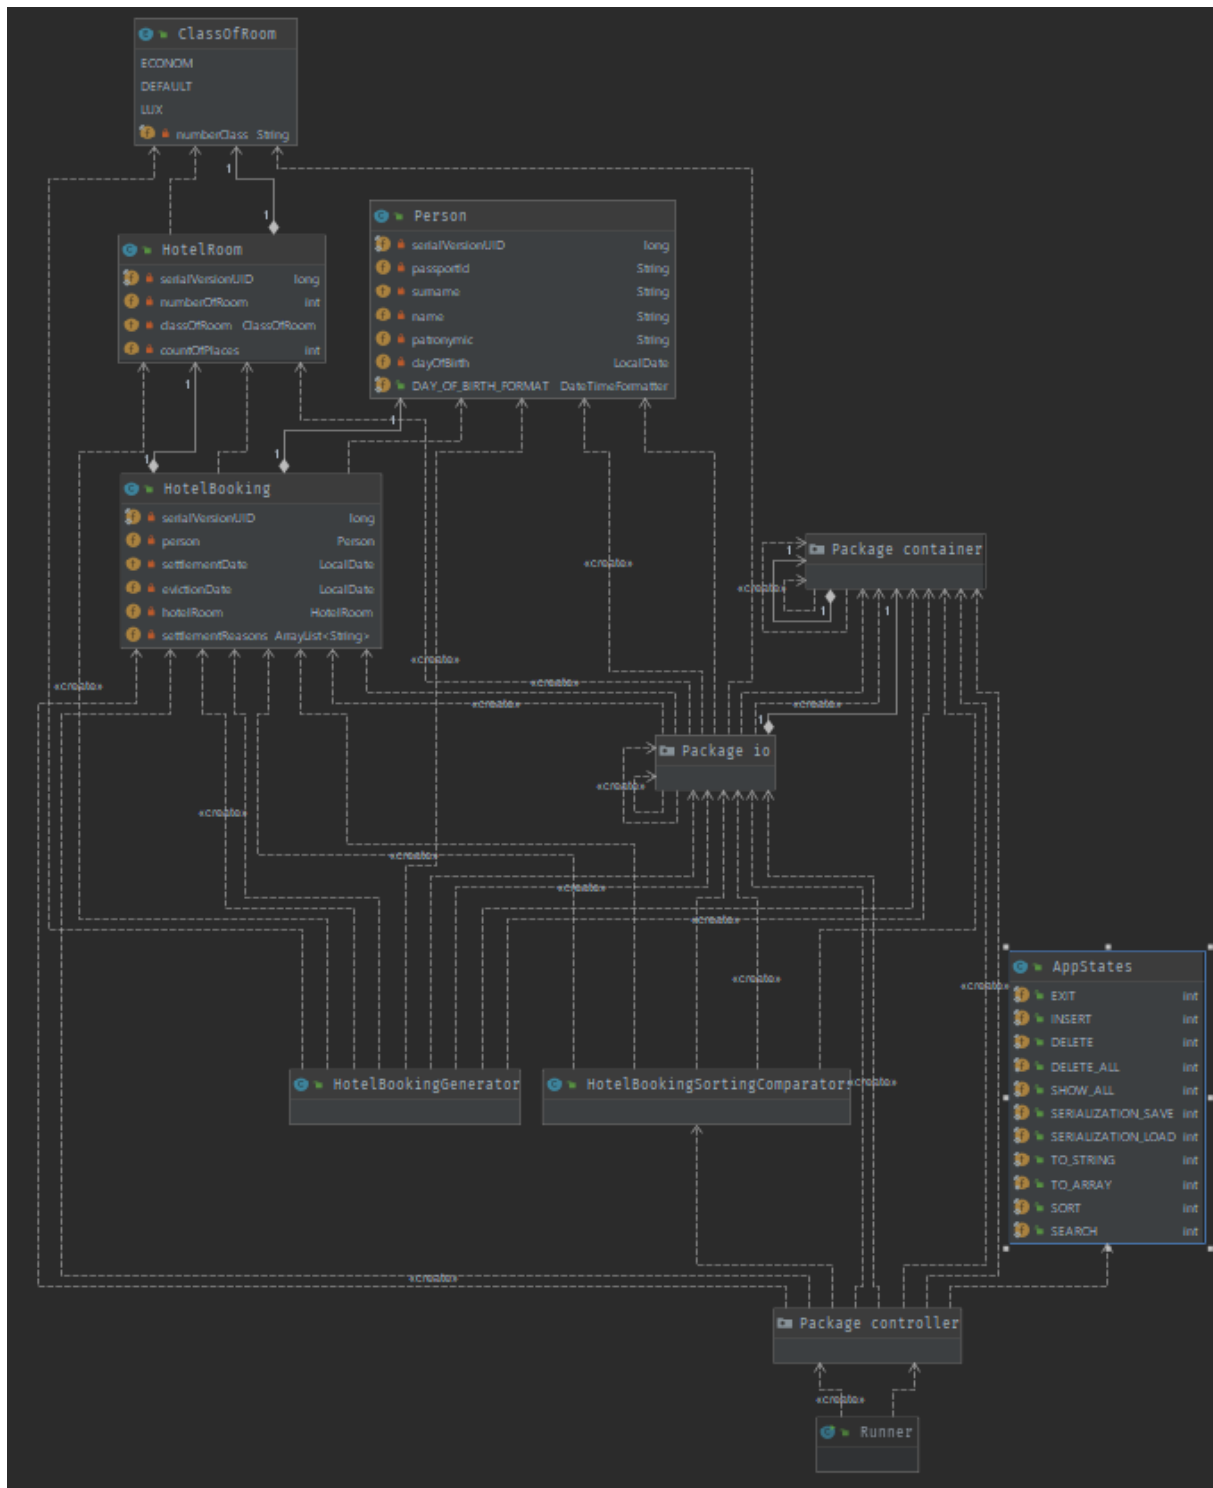 ClassOfRoom
ECONOM
DEFAULT
LUX
numberClass String
1
1
Person
serialVersionUID long
passportId String
surname String
name String
patronymic String
dayOfBirth LocalDate
DAY_OF_BIRTH_FORMAT DateTimeFormatter
HotelRoom
serialVersionUID long
numberOfRoom int
classOfRoom ClassOfRoom
countOfPlaces int
1
1
1
1
HotelBooking
serialVersionUID long
person Person
settlementDate LocalDate
evictionDate LocalDate
hotelRoom HotelRoom
settlementReasons ArrayList<String>
«create»
Package container
1
«create»
1
1
«create»
«create»
«create»
«create»
«create»
1
Package io
«create»
«create»
«create»
«create»
«create»
«create»
«create»
AppStates
EXIT int
INSERT int
DELETE int
DELETE_ALL int
SHOW_ALL int
SERIALIZATION_SAVE int
SERIALIZATION_LOAD int
TO_STRING int
TO_ARRAY int
SORT int
SEARCH int
HotelBookingGenerator
HotelBookingSortingComparators
«create»
«create»
Package controller
«create»
Runner